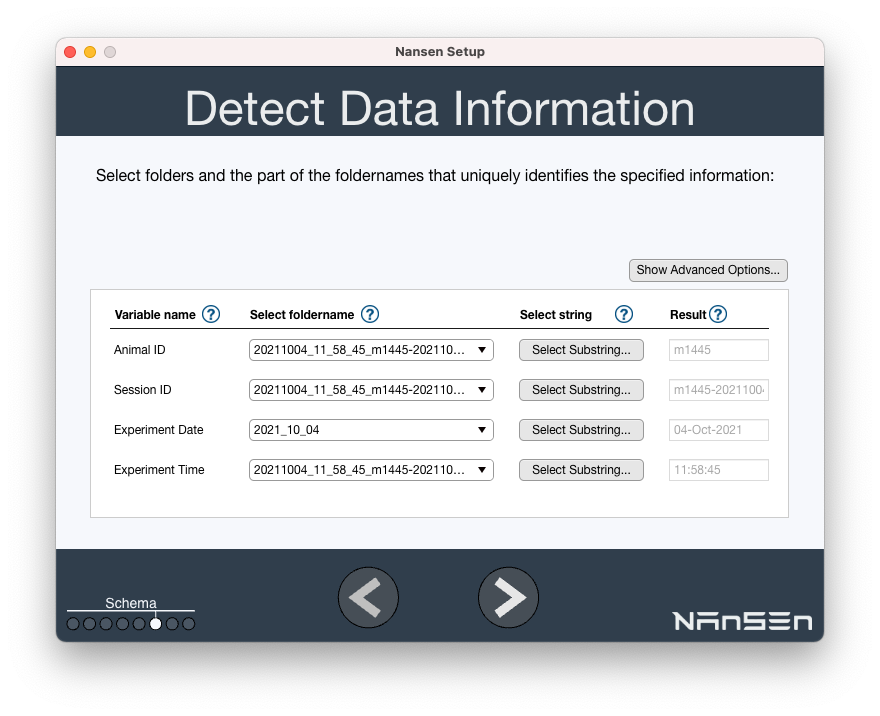 Nansen Setup
Detect Data Information
Select folders and the part of the foldernames that uniquely identifies the specified information:
Show Advanced Options...
Variable name ? Select foldername ? Select string ? Result ?
Animal ID 20211004_11_58_45_m1445-202110... Select Substring... m1445
Session ID 20211004_11_58_45_m1445-202110... Select Substring... m1445-2021100
Experiment Date 2021_10_04 Select Substring... 04-Oct-2021
Experiment Time 20211004_11_58_45_m1445-202110... Select Substring... 11:58:45
Schema
NANSEN